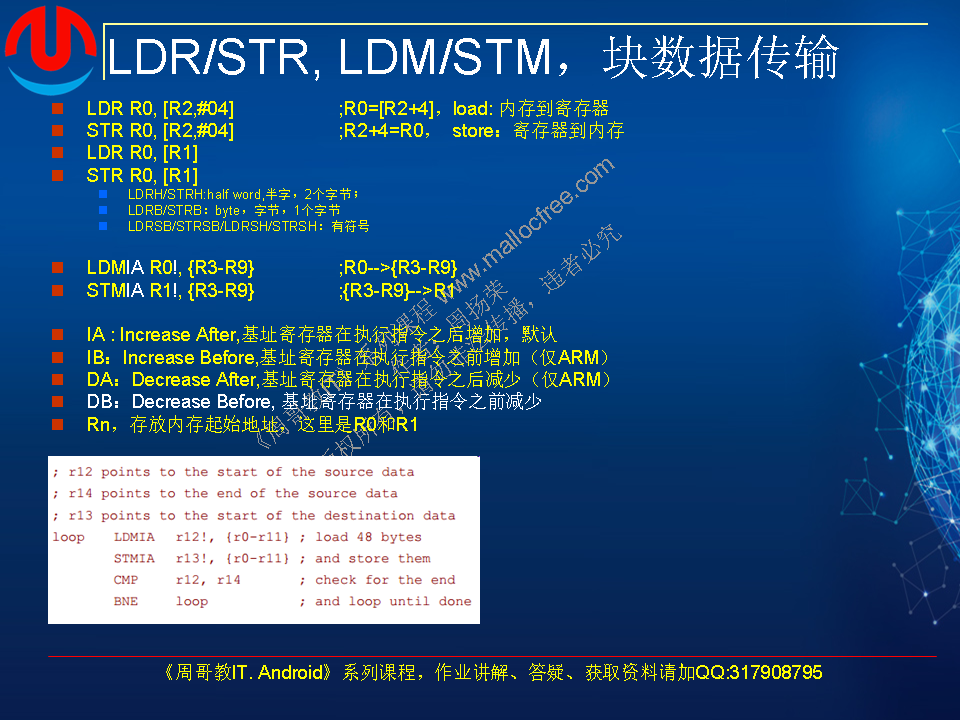 LDR/STR, LDM/STM，块数据传输
LDR R0, [R2,#04] ;R0=[R2+4]，load: 内存到寄存器
STR R0, [R2,#04] ;R2+4=R0， store：寄存器到内存
LDR R0, [R1]
STR R0, [R1]
LDRH/STRH:half word,半字，2个字节；
LDRB/STRB：byte，字节，1个字节
LDRSB/STRSB/LDRSH/STRSH：有符号
LDMIA R0!, {R3-R9} ;R0-->{R3-R9}
STMIA R1!, {R3-R9} ;{R3-R9}-->R1
IA : Increase After,基址寄存器在执行指令之后增加，默认
IB：Increase Before,基址寄存器在执行指令之前增加（仅ARM）
DA：Decrease After,基址寄存器在执行指令之后减少（仅ARM）
DB：Decrease Before, 基址寄存器在执行指令之前减少
Rn，存放内存起始地址，这里是R0和R1
; r12 points to the start of the source data
; r14 points to the end of the source data
; r13 points to the start of the destination data
loop LDMIA r12!, {r0-r11} ; load 48 bytes
STMIA r13!, {r0-r11} ; and store them
CMP r12, r14 ; check for the end
BNE loop ; and loop until done
课程 www.mallocfree.com
周扬荣
传播，违者必究
《周哥教IT. Android》系列课程，作业讲解、答疑、获取资料请加QQ:317908795